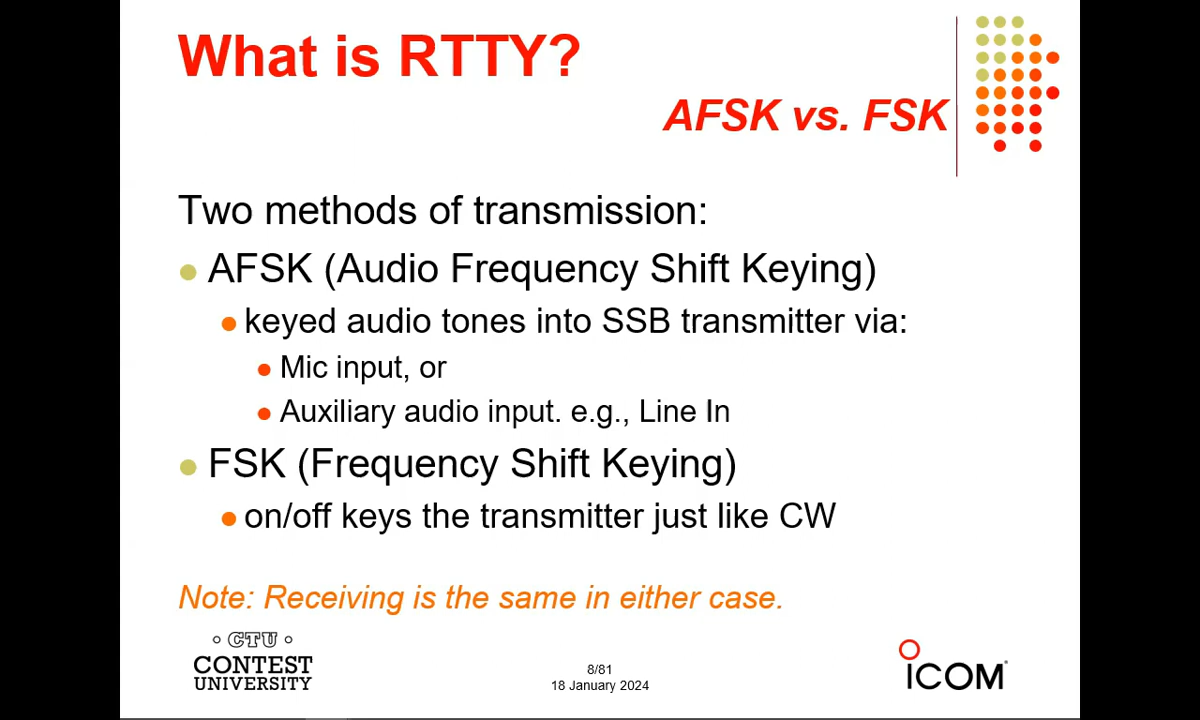 What is RTTY?
AFSK vs. FSK
Two methods of transmission:
AFSK (Audio Frequency Shift Keying)
keyed audio tones into SSB transmitter via:
Mic input, or
Auxiliary audio input. e.g., Line In
FSK (Frequency Shift Keying)
on/off keys the transmitter just like CW
Note: Receiving is the same in either case.
CTU
CONTEST
UNIVERSITY
8/81
18 January 2024
ICOM